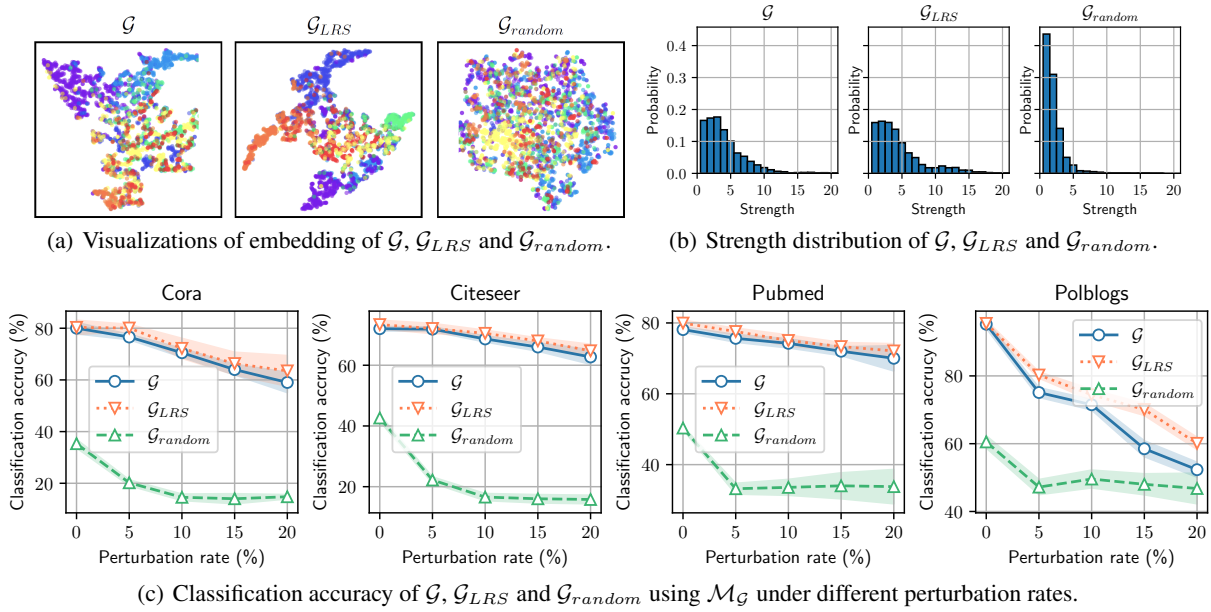 𝒢 𝒢_LRS 𝒢_random
(a) Visualizations of embedding of 𝒢, 𝒢_LRS and 𝒢_random.
𝒢 𝒢_LRS 𝒢_random
Probability Probability Probability
0.4
0.3
0.2
0.1
0.0
0 5 10 15 20 0 5 10 15 20 0 5 10 15 20
Strength Strength Strength
(b) Strength distribution of 𝒢, 𝒢_LRS and 𝒢_random.
Cora
Classification accrucy (%)
80
60
40
20
𝒢
𝒢_LRS
𝒢_random
0 5 10 15 20
Perturbation rate (%)
Citeseer
Classification accrucy (%)
60
40
20
𝒢
𝒢_LRS
𝒢_random
0 5 10 15 20
Perturbation rate (%)
Pubmed
Classification accrucy (%)
80
60
40
𝒢
𝒢_LRS
𝒢_random
0 5 10 15 20
Perturbation rate (%)
Polblogs
Classification accrucy (%)
80
60
40
𝒢
𝒢_LRS
𝒢_random
0 5 10 15 20
Perturbation rate (%)
(c) Classification accuracy of 𝒢, 𝒢_LRS and 𝒢_random using ℳ_𝒢 under different perturbation rates.